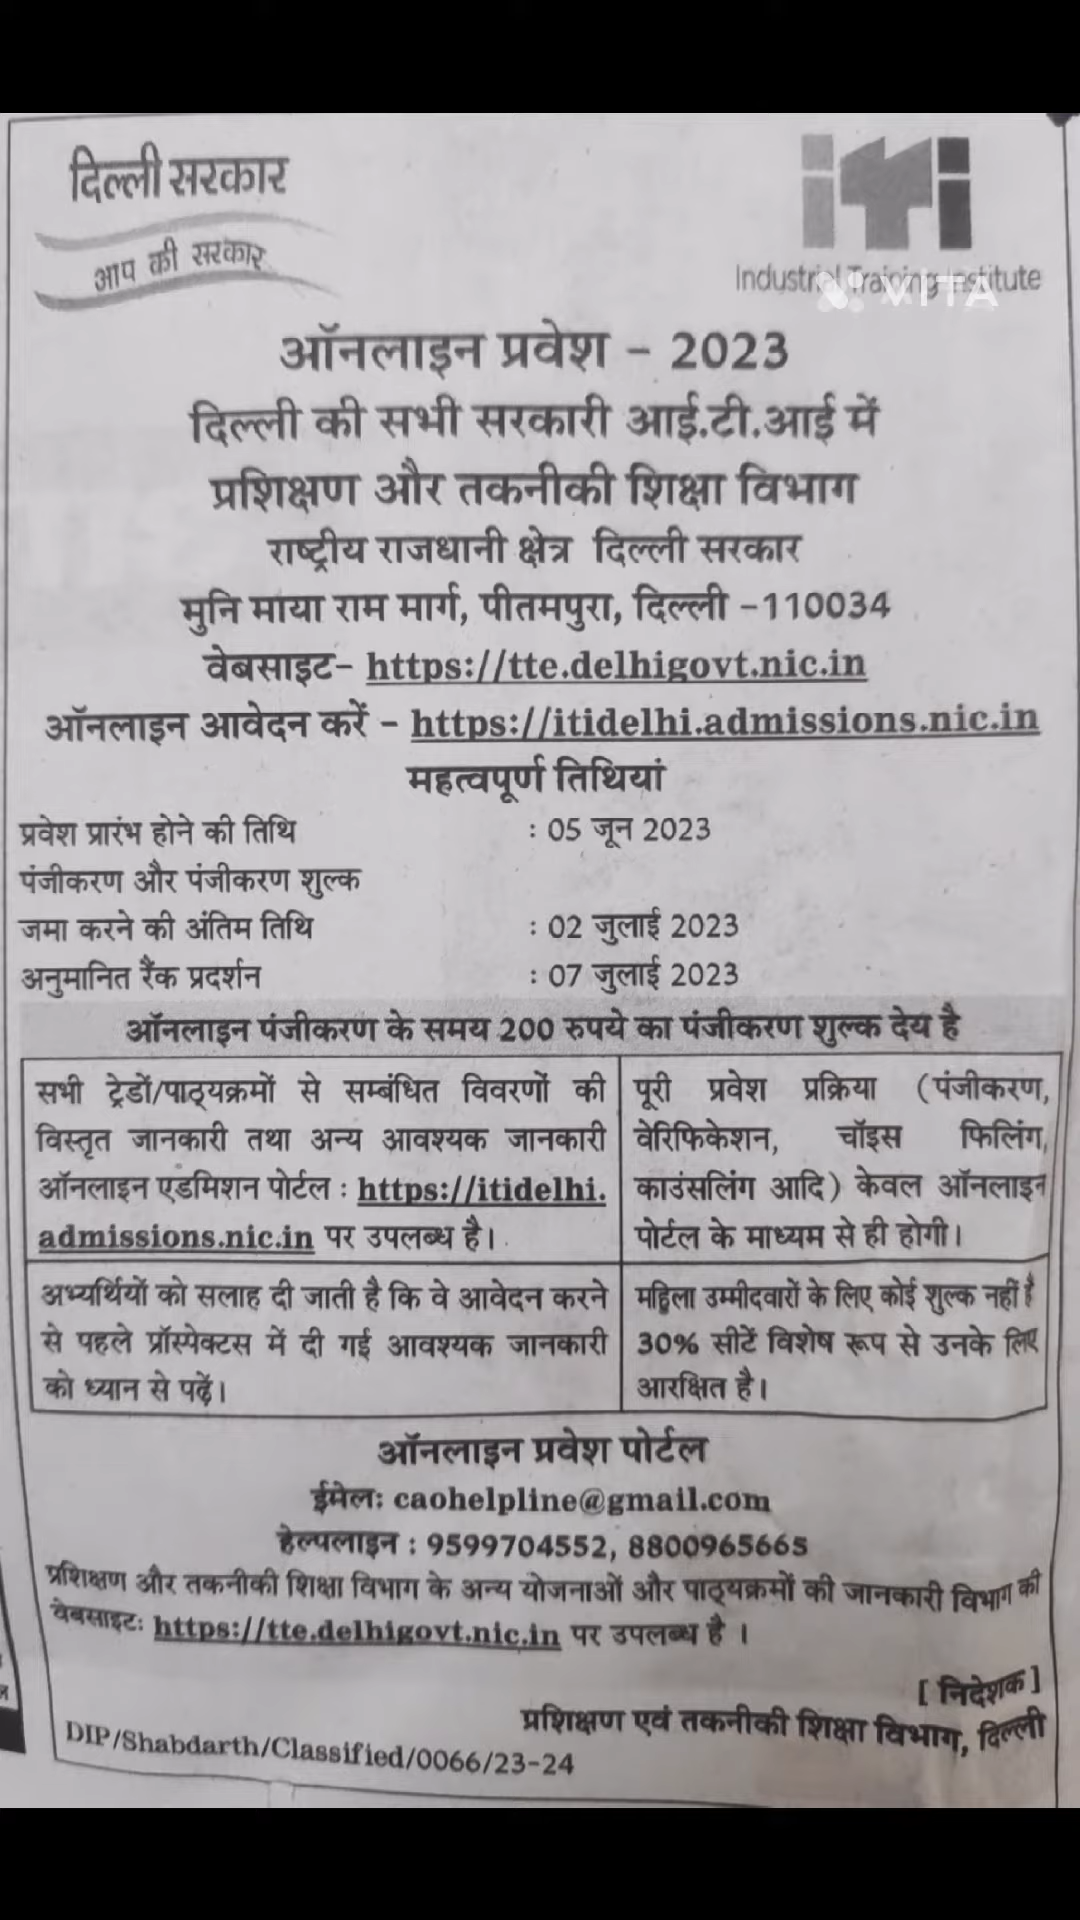 दिल्ली सरकार
आप की सरकार
iTi
Industrial Training Institute
VITA
ऑनलाइन प्रवेश - 2023
दिल्ली की सभी सरकारी आई.टी.आई में
प्रशिक्षण और तकनीकी शिक्षा विभाग
राष्ट्रीय राजधानी क्षेत्र दिल्ली सरकार
मुनि माया राम मार्ग, पीतमपुरा, दिल्ली -110034
वेबसाइट- https://tte.delhigovt.nic.in
ऑनलाइन आवेदन करें - https://itidelhi.admissions.nic.in
महत्वपूर्ण तिथियां
प्रवेश प्रारंभ होने की तिथि : 05 जून 2023
पंजीकरण और पंजीकरण शुल्क
जमा करने की अंतिम तिथि : 02 जुलाई 2023
अनुमानित रैंक प्रदर्शन : 07 जुलाई 2023
ऑनलाइन पंजीकरण के समय 200 रुपये का पंजीकरण शुल्क देय है
सभी ट्रेडों/पाठ्यक्रमों से सम्बंधित विवरणों की
विस्तृत जानकारी तथा अन्य आवश्यक जानकारी
ऑनलाइन एडमिशन पोर्टल : https://itidelhi.
admissions.nic.in पर उपलब्ध है।
पूरी प्रवेश प्रक्रिया (पंजीकरण,
वेरिफिकेशन, चॉइस फिलिंग,
काउंसलिंग आदि) केवल ऑनलाइन
पोर्टल के माध्यम से ही होगी।
अभ्यर्थियों को सलाह दी जाती है कि वे आवेदन करने
से पहले प्रॉस्पेक्टस में दी गई आवश्यक जानकारी
को ध्यान से पढ़ें।
महिला उम्मीदवारों के लिए कोई शुल्क नहीं है
30% सीटें विशेष रूप से उनके लिए
आरक्षित है।
ऑनलाइन प्रवेश पोर्टल
ईमेल: caohelpline@gmail.com
हेल्पलाइन : 9599704552, 8800965665
प्रशिक्षण और तकनीकी शिक्षा विभाग के अन्य योजनाओं और पाठ्यक्रमों की जानकारी विभाग की
वेबसाइट: https://tte.delhigovt.nic.in पर उपलब्ध है ।
[ निदेशक ]
प्रशिक्षण एवं तकनीकी शिक्षा विभाग, दिल्ली
DIP/Shabdarth/Classified/0066/23-24